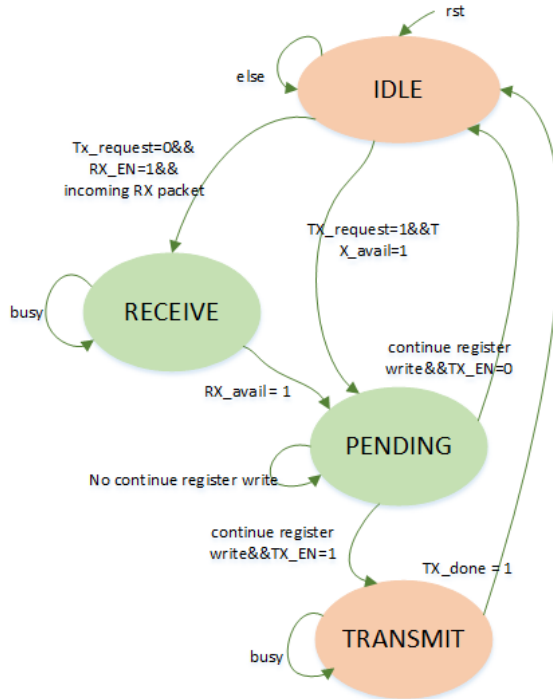 rst
else
IDLE
Tx_request=0&&
RX_EN=1&&
incoming RX packet
TX_request=1&&T
X_avail=1
busy
RECEIVE
RX_avail = 1
continue register
write&&TX_EN=0
PENDING
No continue register write
continue register
write&&TX_EN=1
TX_done = 1
TRANSMIT
busy